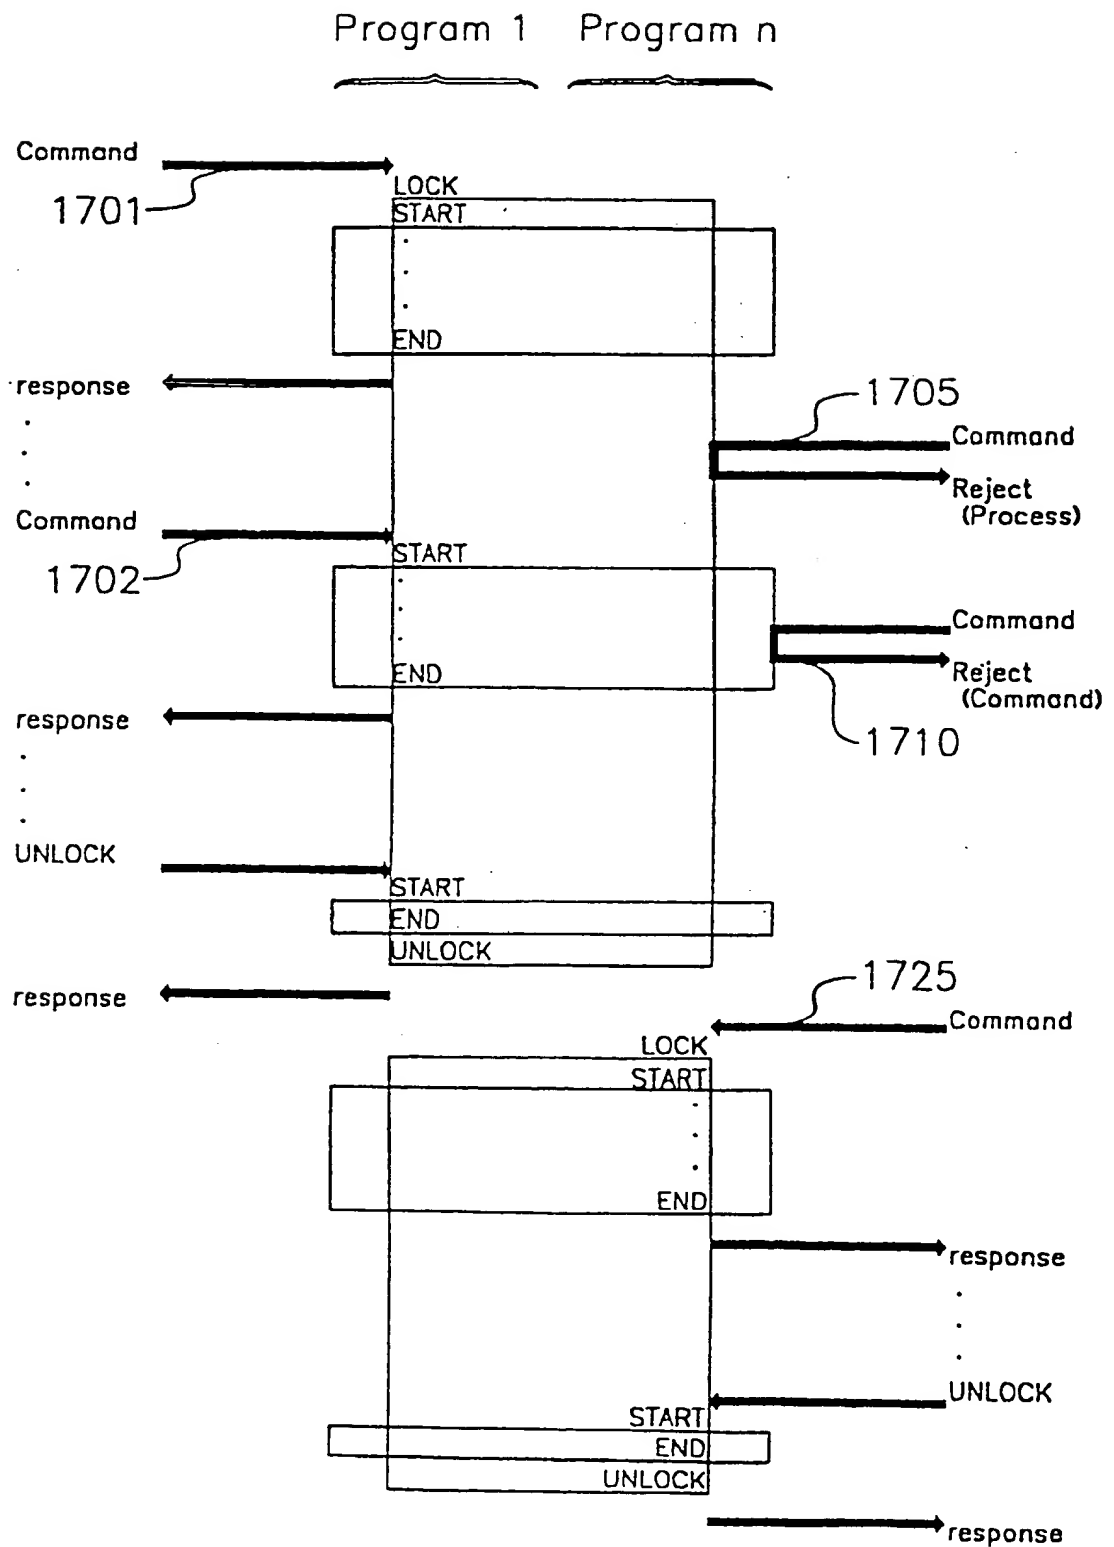 Program 1 Program n
Command
1701
LOCK
START
END
response
1705
Command
Reject
(Process)
Command
1702
START
Command
END
Reject
(Command)
response
1710
UNLOCK
START
END
UNLOCK
response
1725
Command
LOCK
START
END
response
UNLOCK
START
END
UNLOCK
response